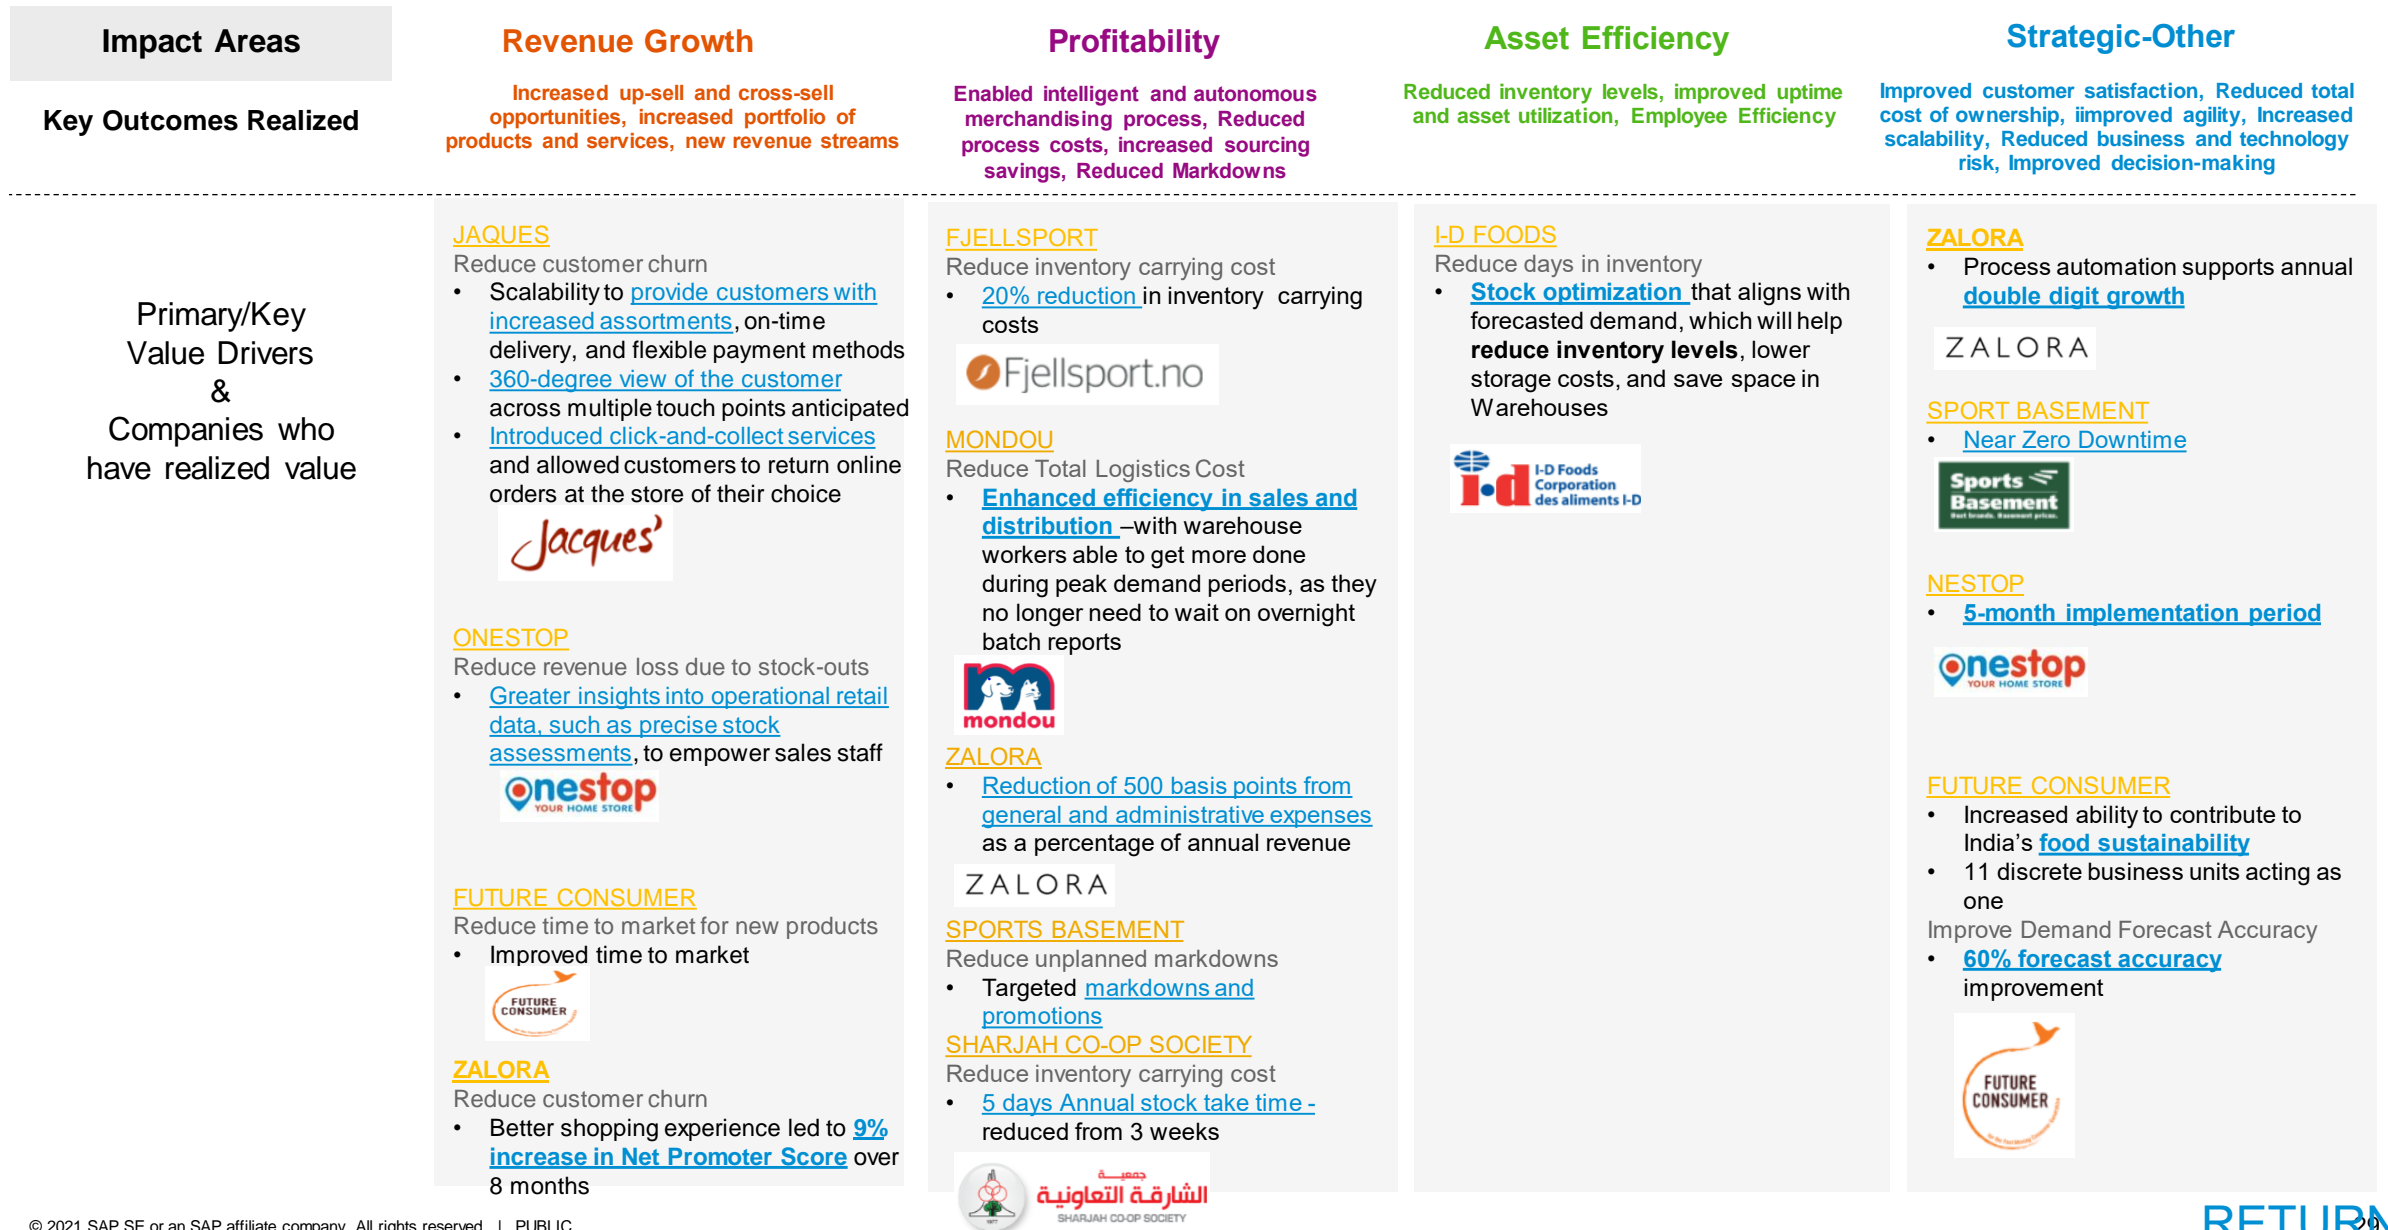 Impact Areas
Key Outcomes Realized
Primary/Key
Value Drivers
&
Companies who
have realized value
Revenue Growth
Increased up-sell and cross-sell
opportunities, increased portfolio of
products and services, new revenue streams
JAQUES
Reduce customer churn
• Scalability to provide customers with
increased assortments, on-time
delivery, and flexible payment methods
• 360-degree view of the customer
across multiple touch points anticipated
• Introduced click-and-collect services
and allowed customers to return online
orders at the store of their choice
Jacques'
ONESTOP
Reduce revenue loss due to stock-outs
• Greater insights into operational retail
data, such as precise stock
assessments, to empower sales staff
onestop
YOUR HOME STORE
FUTURE CONSUMER
Reduce time to market for new products
• Improved time to market
FUTURE
CONSUMER
ZALORA
Reduce customer churn
• Better shopping experience led to 9%
increase in Net Promoter Score over
8 months
Profitability
Enabled intelligent and autonomous
merchandising process, Reduced
process costs, increased sourcing
savings, Reduced Markdowns
FJELLSPORT
Reduce inventory carrying cost
• 20% reduction in inventory carrying
costs
Fjellsport.no
MONDOU
Reduce Total Logistics Cost
• Enhanced efficiency in sales and
distribution –with warehouse
workers able to get more done
during peak demand periods, as they
no longer need to wait on overnight
batch reports
mondou
ZALORA
• Reduction of 500 basis points from
general and administrative expenses
as a percentage of annual revenue
ZALORA
SPORTS BASEMENT
Reduce unplanned markdowns
• Targeted markdowns and
promotions
SHARJAH CO-OP SOCIETY
Reduce inventory carrying cost
• 5 days Annual stock take time -
reduced from 3 weeks
جمعية
الشارقة التعاونية
SHARJAH CO-OP SOCIETY
1977
Asset Efficiency
Reduced inventory levels, improved uptime
and asset utilization, Employee Efficiency
I-D FOODS
Reduce days in inventory
• Stock optimization that aligns with
forecasted demand, which will help
reduce inventory levels, lower
storage costs, and save space in
Warehouses
i-d
I-D Foods
Corporation
des aliments I-D
Strategic-Other
Improved customer satisfaction, Reduced total
cost of ownership, iimproved agility, Increased
scalability, Reduced business and technology
risk, Improved decision-making
ZALORA
• Process automation supports annual
double digit growth
ZALORA
SPORT BASEMENT
• Near Zero Downtime
Sports
Basement
Best brands. Basement prices.
NESTOP
• 5-month implementation period
onestop
YOUR HOME STORE
FUTURE CONSUMER
• Increased ability to contribute to
India's food sustainability
• 11 discrete business units acting as
one
Improve Demand Forecast Accuracy
• 60% forecast accuracy
improvement
FUTURE
CONSUMER
© 2021 SAP SE or an SAP affiliate company. All rights reserved. | PUBLIC
RETURN
29